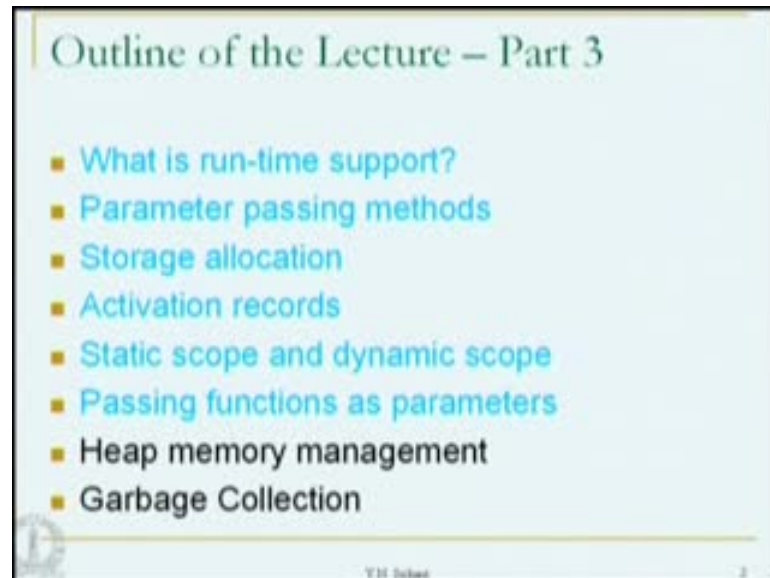 Outline of the Lecture – Part 3
What is run-time support?
Parameter passing methods
Storage allocation
Activation records
Static scope and dynamic scope
Passing functions as parameters
Heap memory management
Garbage Collection
2